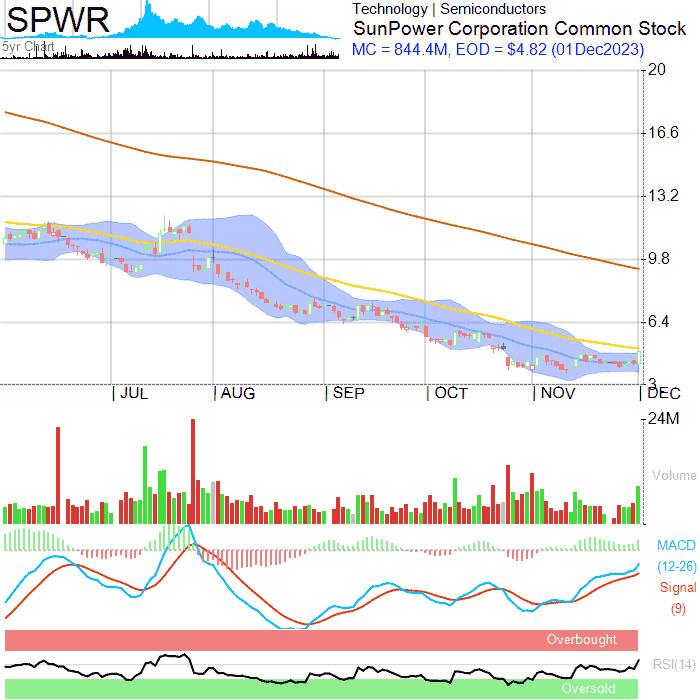 SPWR
5yr Chart
Technology | Semiconductors
SunPower Corporation Common Stock
MC = 844.4M, EOD = $4.82 (01Dec2023)
20
16.6
13.2
9.8
6.4
3
JUL
AUG
SEP
OCT
NOV
DEC
24M
Volume
MACD
(12-26)
Signal
(9)
Overbought
RSI(14)
Oversold